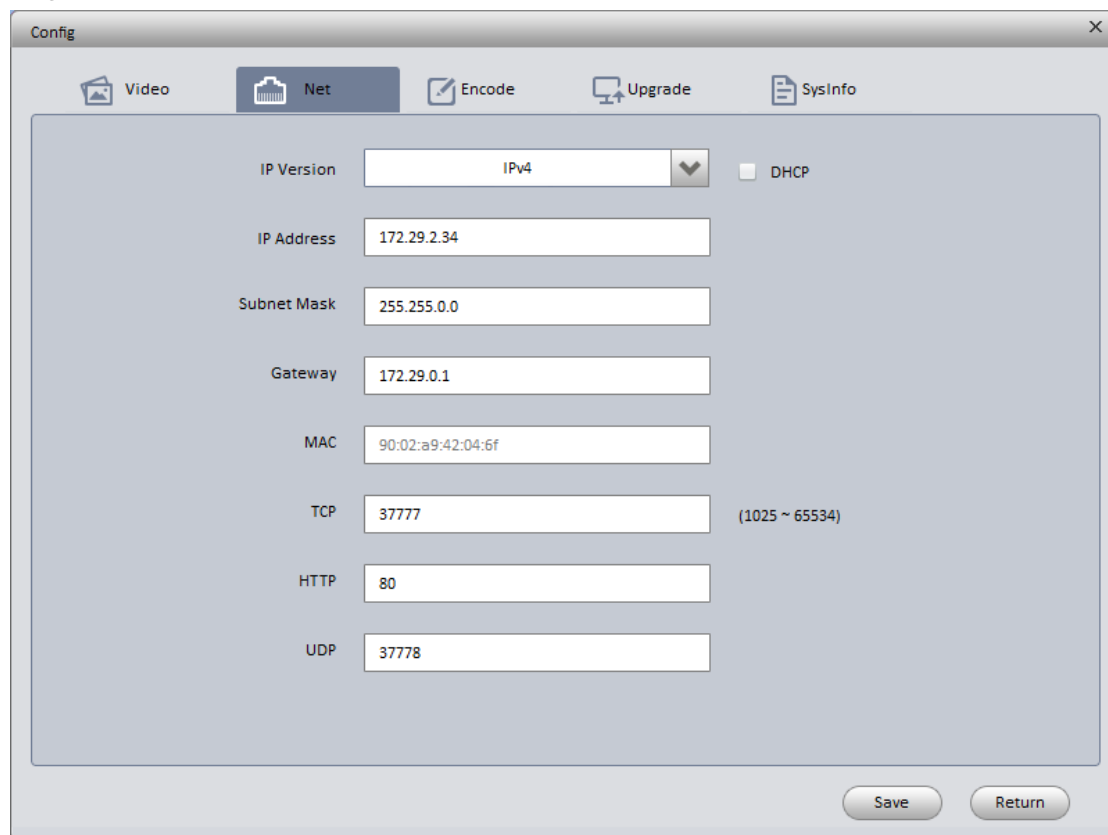 Config
Video Net Encode Upgrade SysInfo
IP Version IPv4 DHCP
IP Address 172.29.2.34
Subnet Mask 255.255.0.0
Gateway 172.29.0.1
MAC 90:02:a9:42:04:6f
TCP 37777 (1025 ~ 65534)
HTTP 80
UDP 37778
Save Return